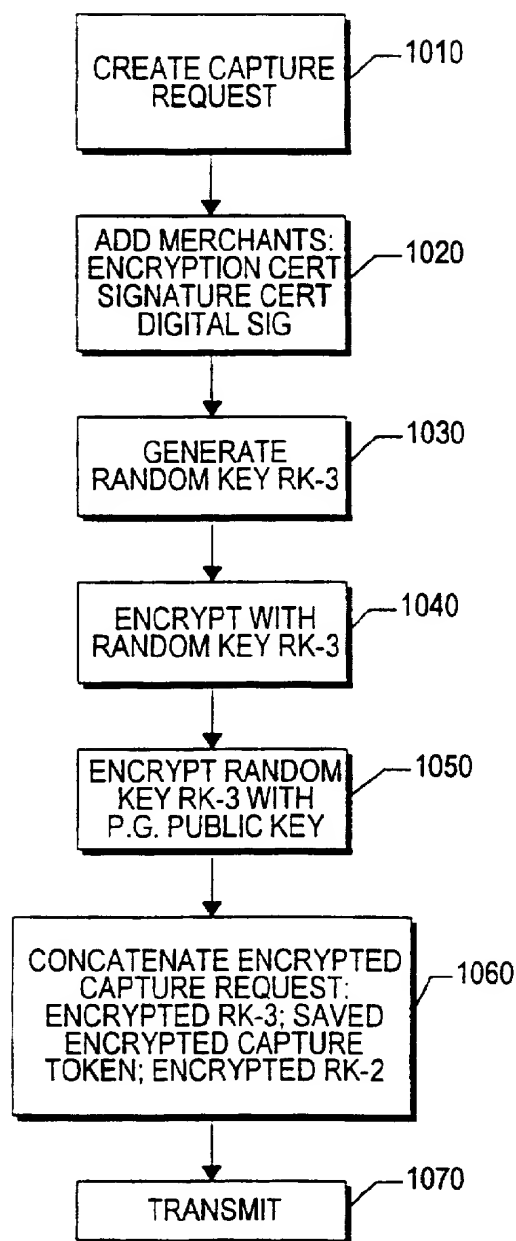 CREATE CAPTURE
REQUEST
1010
ADD MERCHANTS:
ENCRYPTION CERT
SIGNATURE CERT
DIGITAL SIG
1020
GENERATE
RANDOM KEY RK-3
1030
ENCRYPT WITH
RANDOM KEY RK-3
1040
ENCRYPT RANDOM
KEY RK-3 WITH
P.G. PUBLIC KEY
1050
CONCATENATE ENCRYPTED
CAPTURE REQUEST:
ENCRYPTED RK-3; SAVED
ENCRYPTED CAPTURE
TOKEN; ENCRYPTED RK-2
1060
TRANSMIT
1070